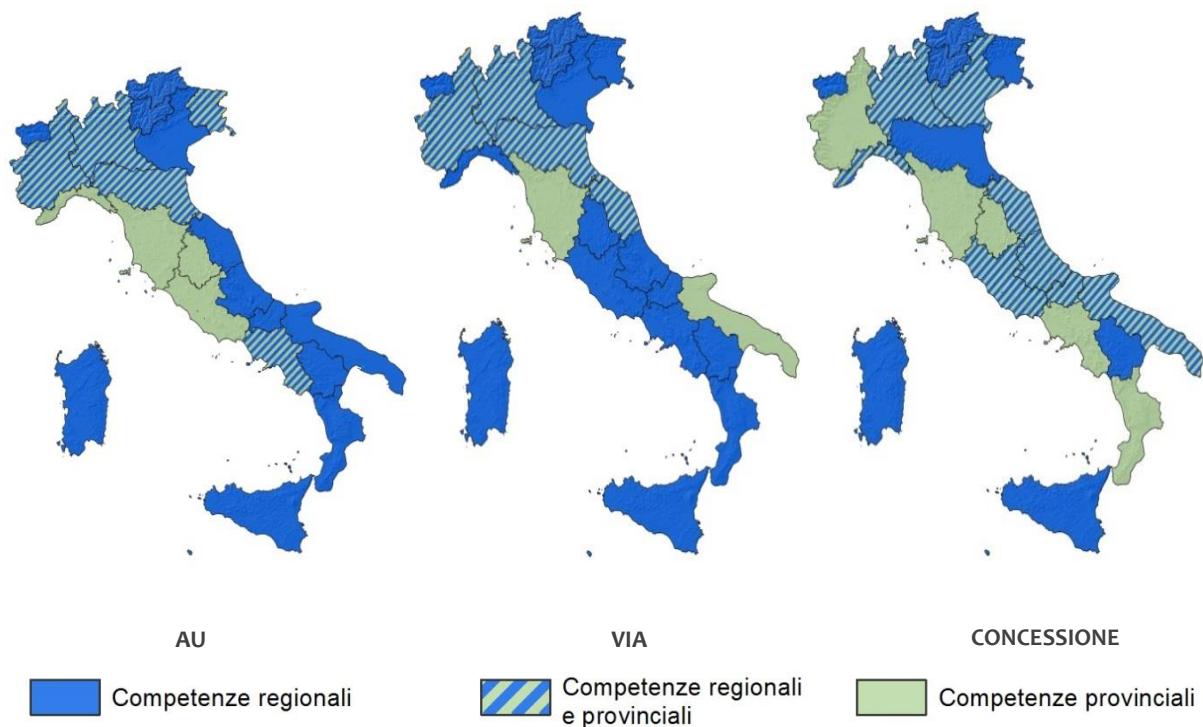 AU
VIA
CONCESSIONE
Competenze regionali
Competenze regionali
e provinciali
Competenze provinciali